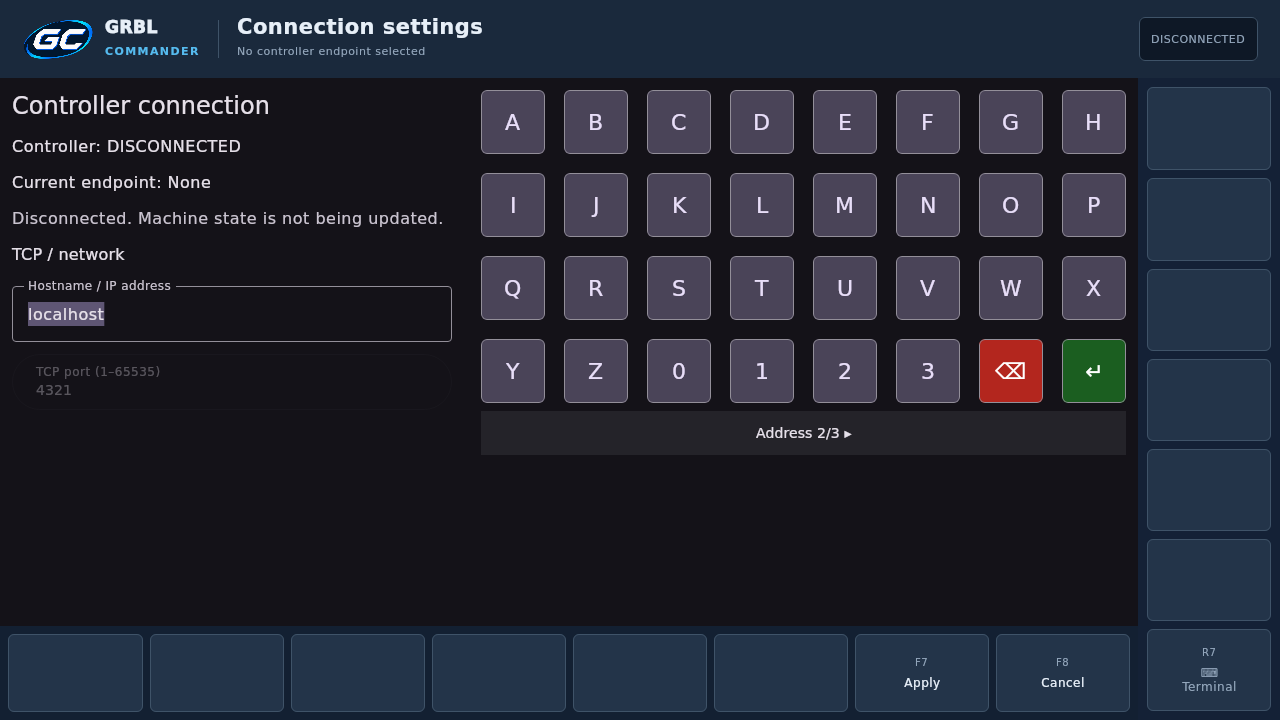 GC
GRBL
COMMANDER
Connection settings
No controller endpoint selected
DISCONNECTED
Controller connection
Controller: DISCONNECTED
Current endpoint: None
Disconnected. Machine state is not being updated.
TCP / network
Hostname / IP address
localhost
TCP port (1–65535)
4321
A B C D E F G H
I J K L M N O P
Q R S T U V W X
Y Z 0 1 2 3 ⌫ ↵
Address 2/3 ▸
F7
Apply
F8
Cancel
R7
⌨
Terminal